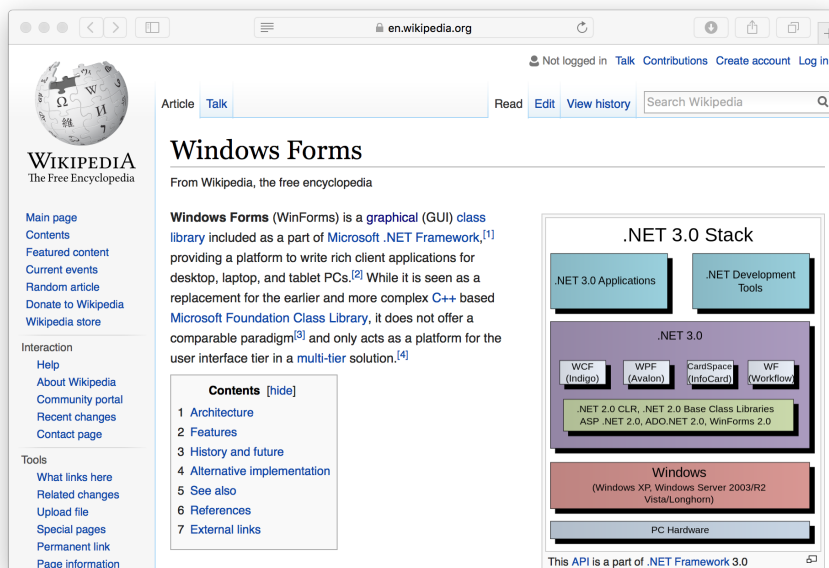 en.wikipedia.org
Not logged in Talk Contributions Create account Log in
Article Talk Read Edit View history Search Wikipedia
WIKIPEDIA
The Free Encyclopedia
Main page
Contents
Featured content
Current events
Random article
Donate to Wikipedia
Wikipedia store
Interaction
Help
About Wikipedia
Community portal
Recent changes
Contact page
Tools
What links here
Related changes
Upload file
Special pages
Permanent link
Page information
Windows Forms
From Wikipedia, the free encyclopedia
Windows Forms (WinForms) is a graphical (GUI) class
library included as a part of Microsoft .NET Framework,[1]
providing a platform to write rich client applications for
desktop, laptop, and tablet PCs.[2] While it is seen as a
replacement for the earlier and more complex C++ based
Microsoft Foundation Class Library, it does not offer a
comparable paradigm[3] and only acts as a platform for the
user interface tier in a multi-tier solution.[4]
Contents [hide]
1 Architecture
2 Features
3 History and future
4 Alternative implementation
5 See also
6 References
7 External links
.NET 3.0 Stack
.NET 3.0 Applications
.NET Development
Tools
.NET 3.0
WCF
(Indigo)
WPF
(Avalon)
CardSpace
(InfoCard)
WF
(Workflow)
.NET 2.0 CLR, .NET 2.0 Base Class Libraries
ASP .NET 2.0, ADO.NET 2.0, WinForms 2.0
Windows
(Windows XP, Windows Server 2003/R2
Vista/Longhorn)
PC Hardware
This API is a part of .NET Framework 3.0
Ω
W
И
維